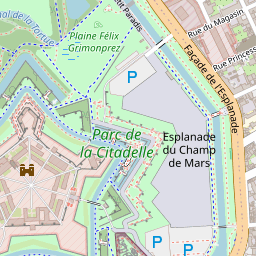 al de la Tortue
Plaine Félix
Grimonprez
it Paradis
Rue du Magasin
Rue Princesse
Façade de l'Esplanade
P
Parc de
la Citadelle
Esplanade
du Champ
de Mars
P
P